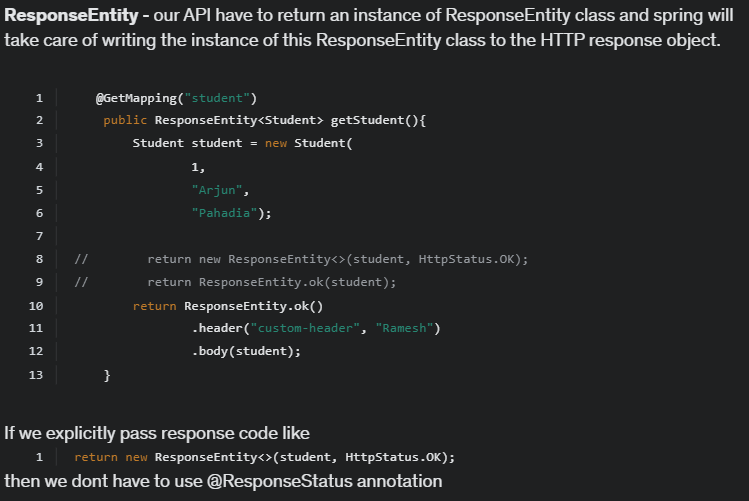 ResponseEntity - our API have to return an instance of ResponseEntity class and spring will
take care of writing the instance of this ResponseEntity class to the HTTP response object.
1 @GetMapping("student")
2 public ResponseEntity<Student> getStudent(){
3 Student student = new Student(
4 1,
5 "Arjun",
6 "Pahadia");
7
8 // return new ResponseEntity<>(student, HttpStatus.OK);
9 // return ResponseEntity.ok(student);
10 return ResponseEntity.ok()
11 .header("custom-header", "Ramesh")
12 .body(student);
13 }
If we explicitly pass response code like
1 return new ResponseEntity<>(student, HttpStatus.OK);
then we dont have to use @ResponseStatus annotation